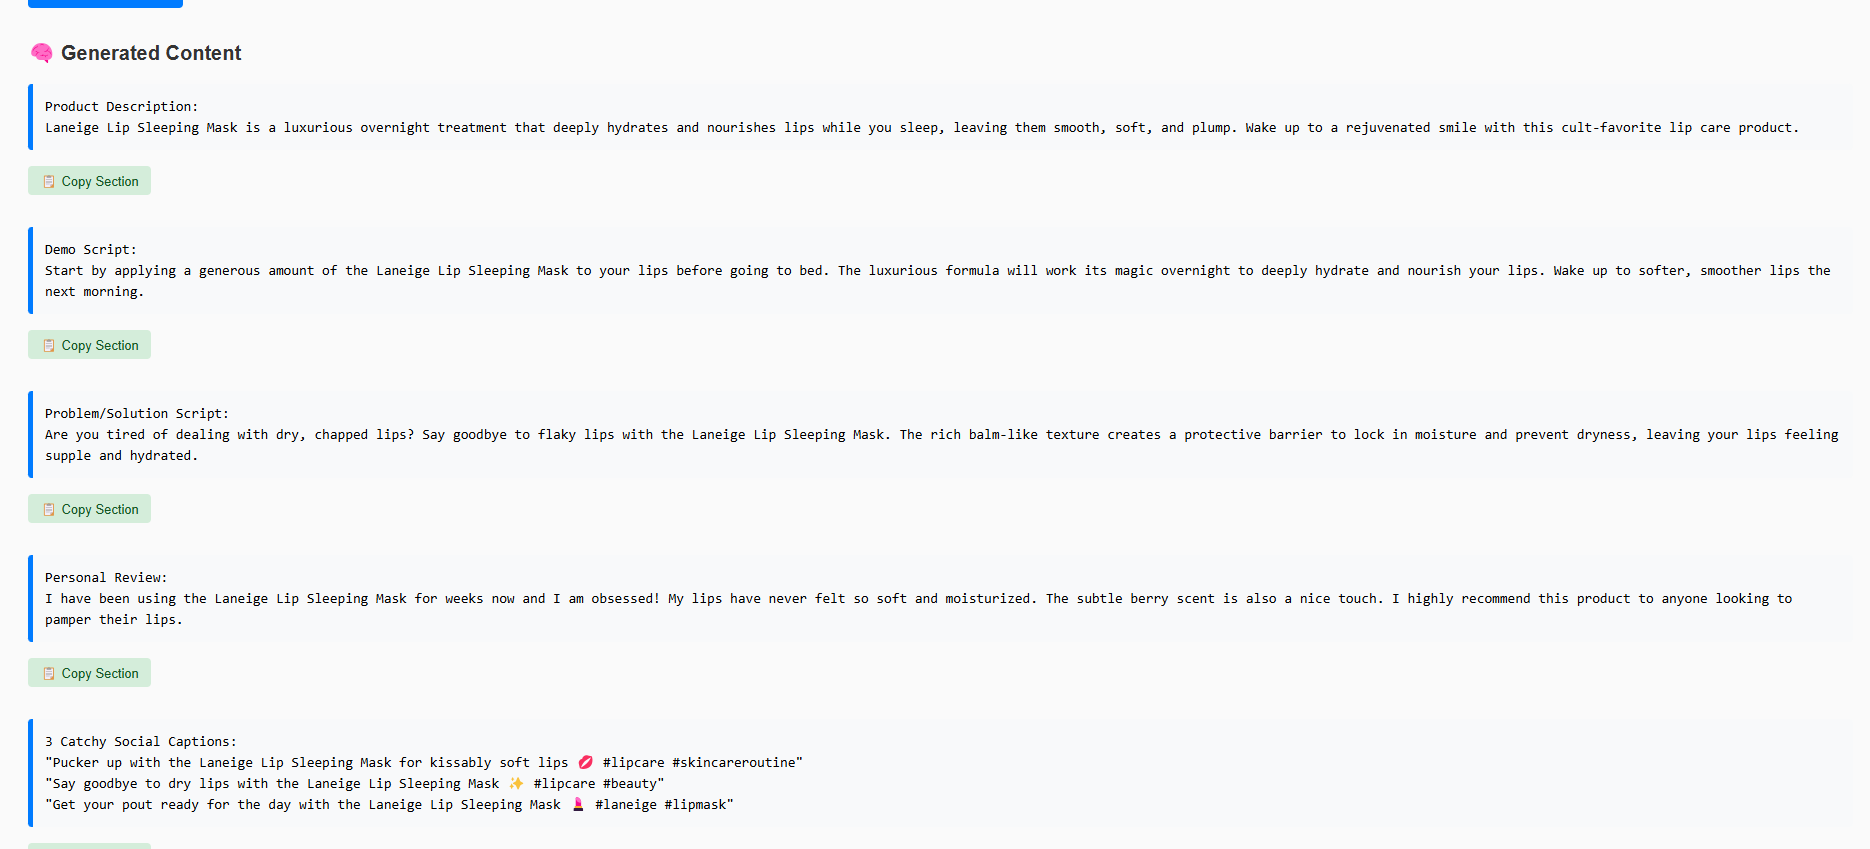 🧠 Generated Content
Product Description:
Laneige Lip Sleeping Mask is a luxurious overnight treatment that deeply hydrates and nourishes lips while you sleep, leaving them smooth, soft, and plump. Wake up to a rejuvenated smile with this cult-favorite lip care product.
📋 Copy Section
Demo Script:
Start by applying a generous amount of the Laneige Lip Sleeping Mask to your lips before going to bed. The luxurious formula will work its magic overnight to deeply hydrate and nourish your lips. Wake up to softer, smoother lips the
next morning.
📋 Copy Section
Problem/Solution Script:
Are you tired of dealing with dry, chapped lips? Say goodbye to flaky lips with the Laneige Lip Sleeping Mask. The rich balm-like texture creates a protective barrier to lock in moisture and prevent dryness, leaving your lips feeling
supple and hydrated.
📋 Copy Section
Personal Review:
I have been using the Laneige Lip Sleeping Mask for weeks now and I am obsessed! My lips have never felt so soft and moisturized. The subtle berry scent is also a nice touch. I highly recommend this product to anyone looking to
pamper their lips.
📋 Copy Section
3 Catchy Social Captions:
"Pucker up with the Laneige Lip Sleeping Mask for kissably soft lips 💋 #lipcare #skincareroutine"
"Say goodbye to dry lips with the Laneige Lip Sleeping Mask ✨ #lipcare #beauty"
"Get your pout ready for the day with the Laneige Lip Sleeping Mask 💄 #laneige #lipmask"